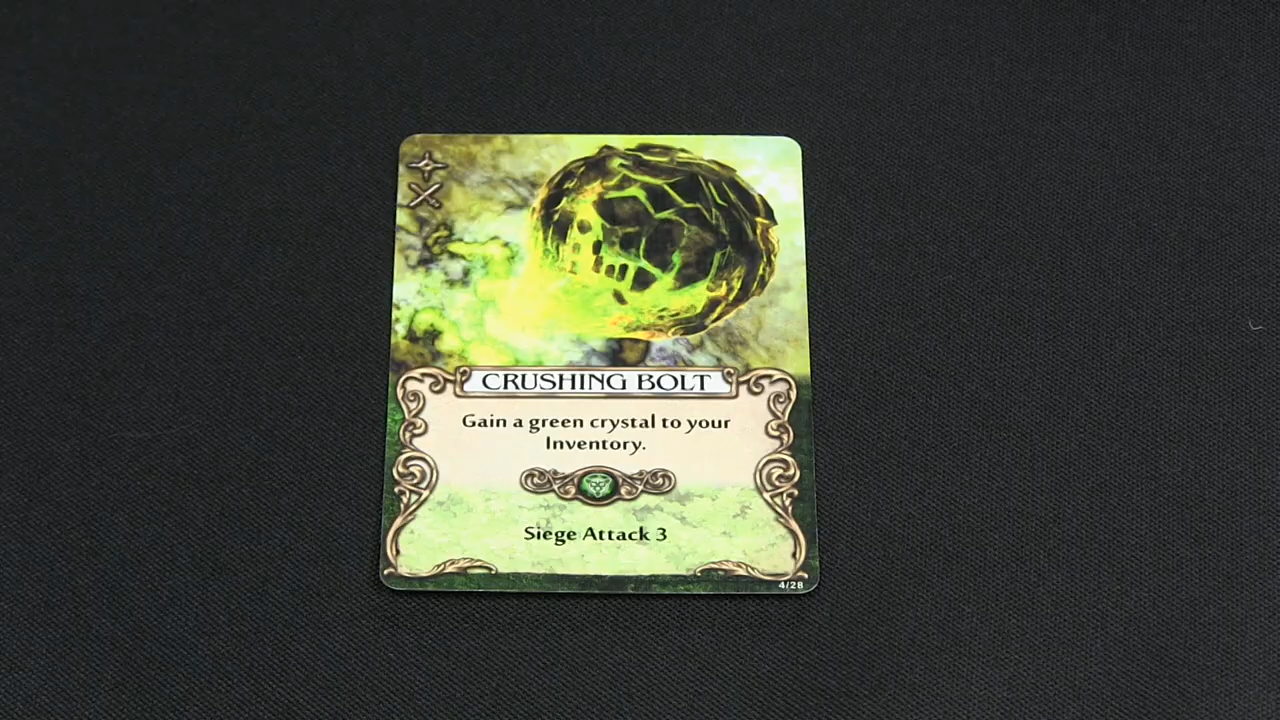 CRUSHING BOLT
Gain a green crystal to your
Inventory.
Siege Attack 3
4/28